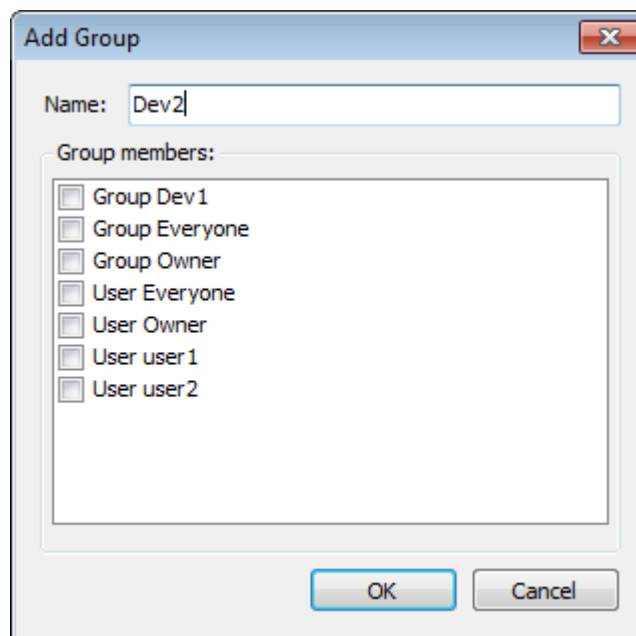 Add Group
Name: Dev2
Group members:
Group Dev1
Group Everyone
Group Owner
User Everyone
User Owner
User user1
User user2
OK Cancel